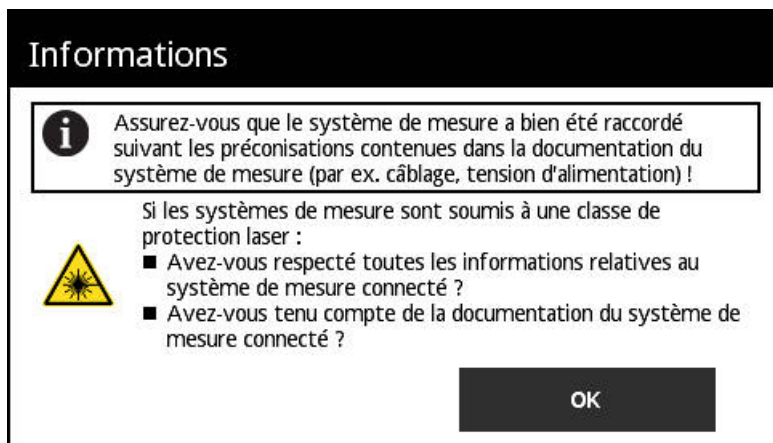 Informations
Assurez-vous que le système de mesure a bien été raccordé
suivant les préconisations contenues dans la documentation du
système de mesure (par ex. câblage, tension d'alimentation) !
Si les systèmes de mesure sont soumis à une classe de
protection laser :
■ Avez-vous respecté toutes les informations relatives au
système de mesure connecté ?
■ Avez-vous tenu compte de la documentation du système de
mesure connecté ?
OK